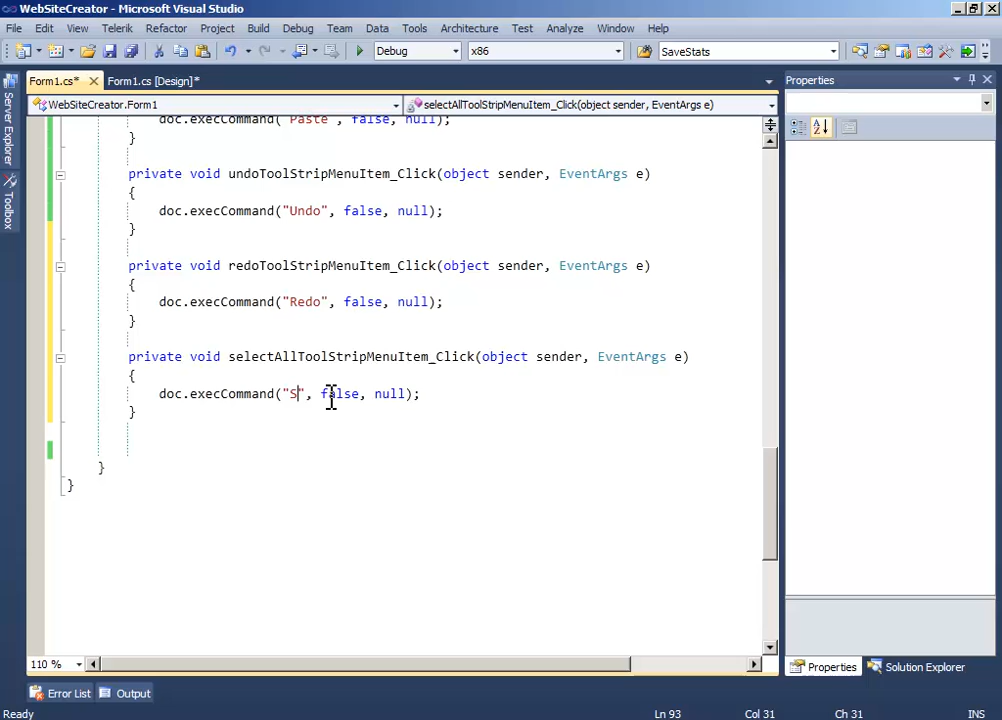 WebSiteCreator - Microsoft Visual Studio
File Edit View Telerik Refactor Project Build Debug Team Data Tools Architecture Test Analyze Window Help
Debug x86 SaveStats
Form1.cs* Form1.cs [Design]*
WebSiteCreator.Form1 selectAllToolStripMenuItem_Click(object sender, EventArgs e)
Server Explorer
Toolbox
doc.execCommand("Paste", false, null);
}
private void undoToolStripMenuItem_Click(object sender, EventArgs e)
{
doc.execCommand("Undo", false, null);
}
private void redoToolStripMenuItem_Click(object sender, EventArgs e)
{
doc.execCommand("Redo", false, null);
}
private void selectAllToolStripMenuItem_Click(object sender, EventArgs e)
{
doc.execCommand("S", false, null);
}
}
}
110 %
Properties
Properties Solution Explorer
Error List Output
Ready Ln 93 Col 31 Ch 31 INS